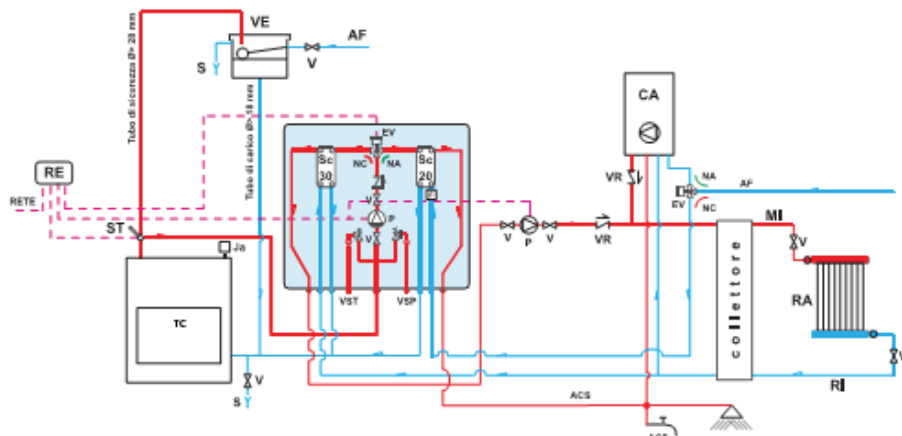 VE
AF
V
S
Tubo di sicurezza Ø> 28 mm
Tubo di carico Ø> 18 mm
CA
EV
NC
NA
Sc
30
Sc
20
RE
RETE
ST
Ja
V
P
V
VST
VSP
V
P
V
VR
VR
NA
EV
NC
AF
MI
V
collettore
RA
V
RI
TC
V
S
ACS